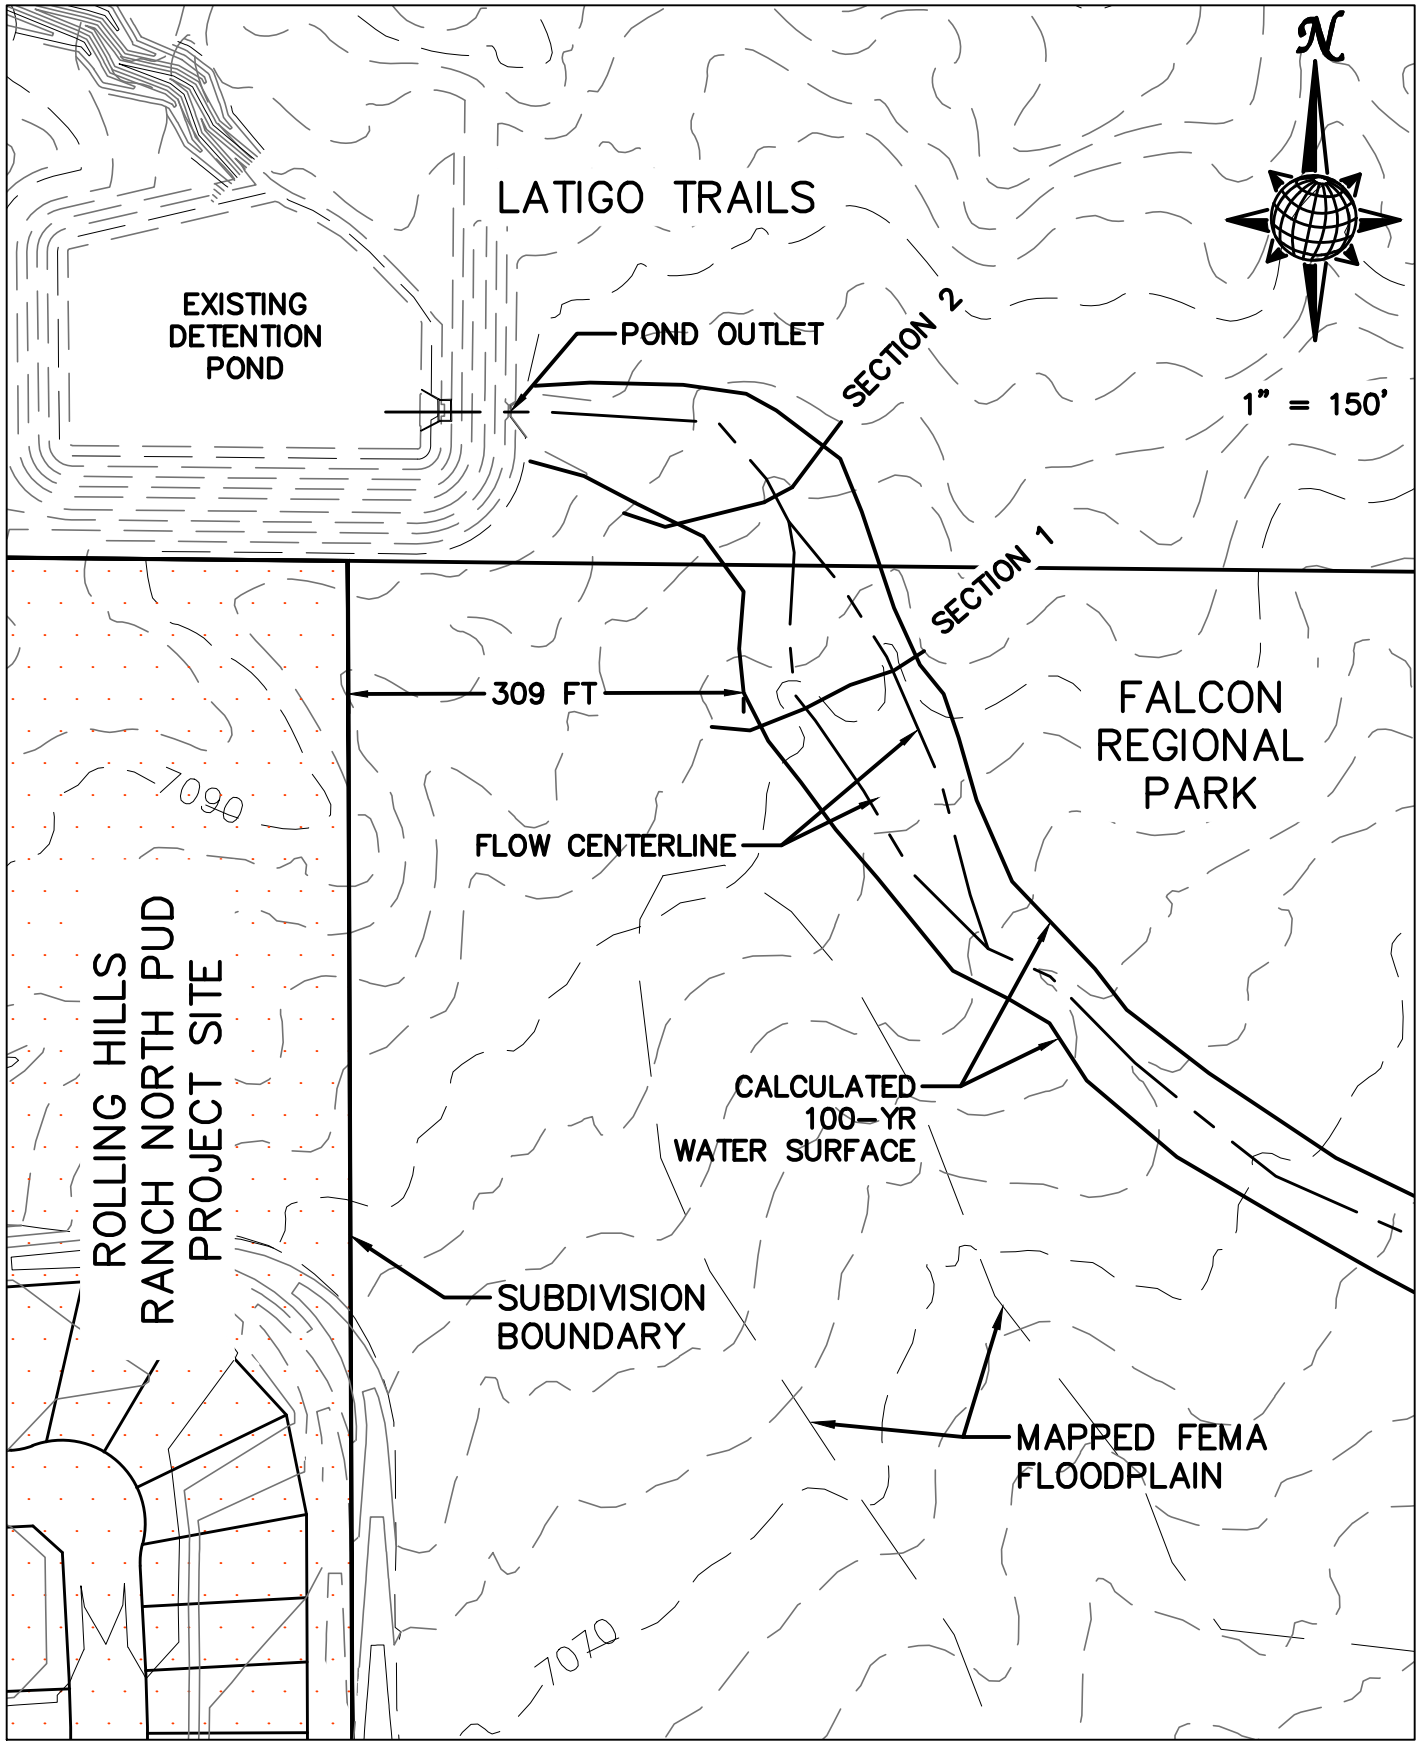 N
LATIGO TRAILS
EXISTING
DETENTION
POND
POND OUTLET
SECTION 2
1" = 150'
SECTION 1
309 FT
FALCON
REGIONAL
PARK
7090
FLOW CENTERLINE
ROLLING HILLS
RANCH NORTH PUD
PROJECT SITE
CALCULATED
100-YR
WATER SURFACE
SUBDIVISION
BOUNDARY
MAPPED FEMA
FLOODPLAIN
7070